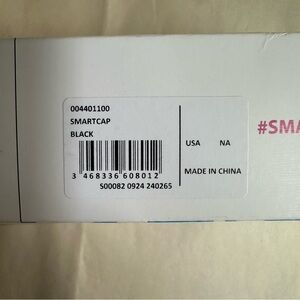 004401100
SMARTCAP
BLACK
3 468336 608012
S00082 0924 240265
USA NA
MADE IN CHINA
#SMA